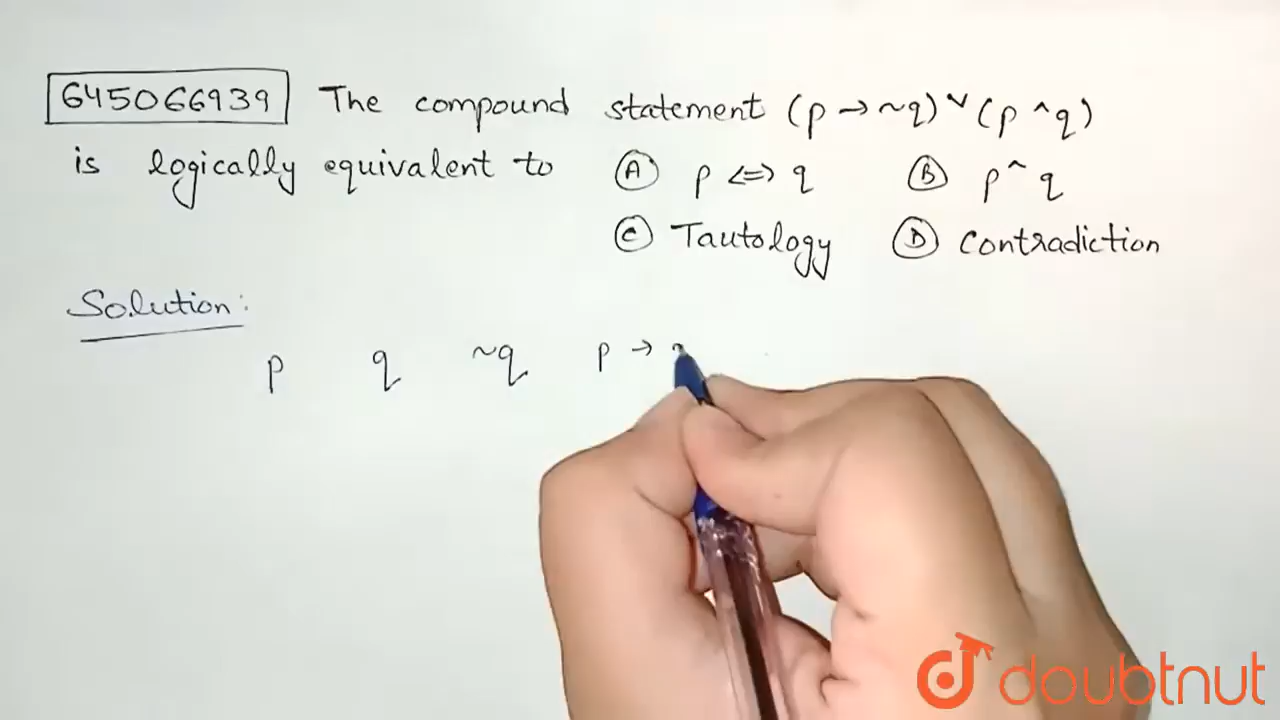 645066939 The compound statement (p → ~q) ˅ (p ^ q)
is logically equivalent to (A) p <=> q (B) p ^ q
(C) Tautology (D) Contradiction
Solution:
p q ~q p → ~
doubtnut